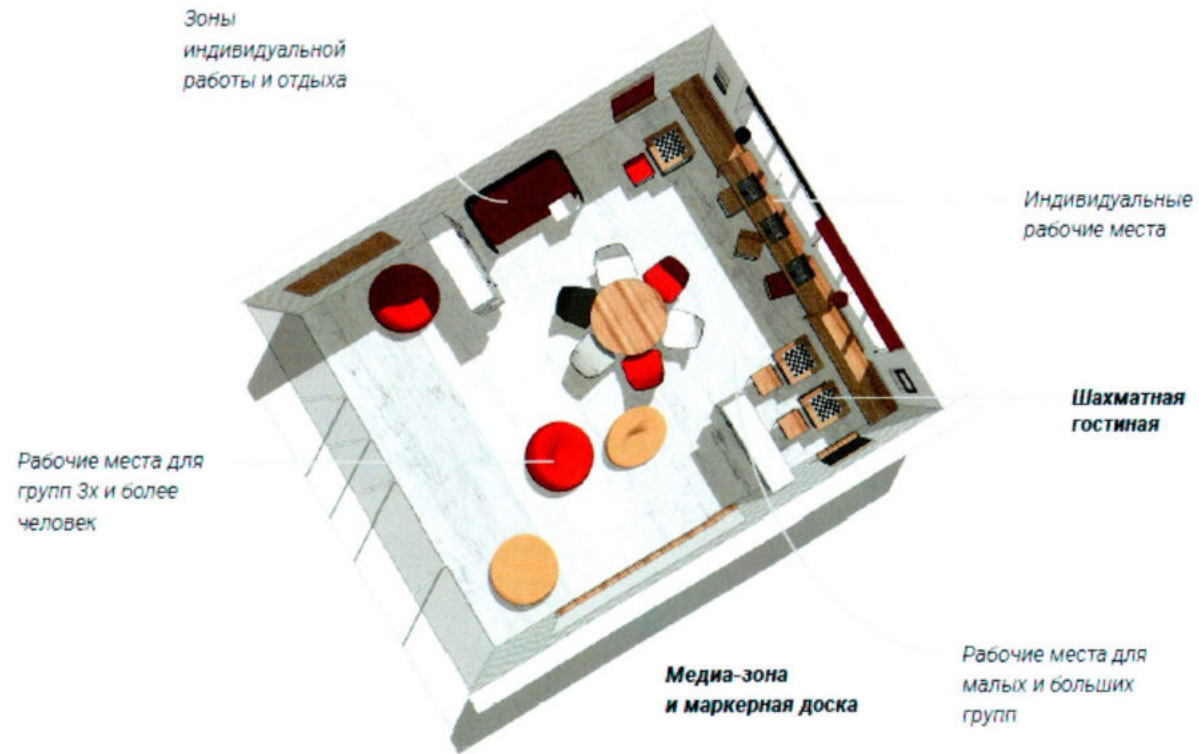 Зоны
индивидуальной
работы и отдыха
Индивидуальные
рабочие места
Шахматная
гостиная
Рабочие места для
групп 3х и более
человек
Медиа-зона
и маркерная доска
Рабочие места для
малых и больших
групп